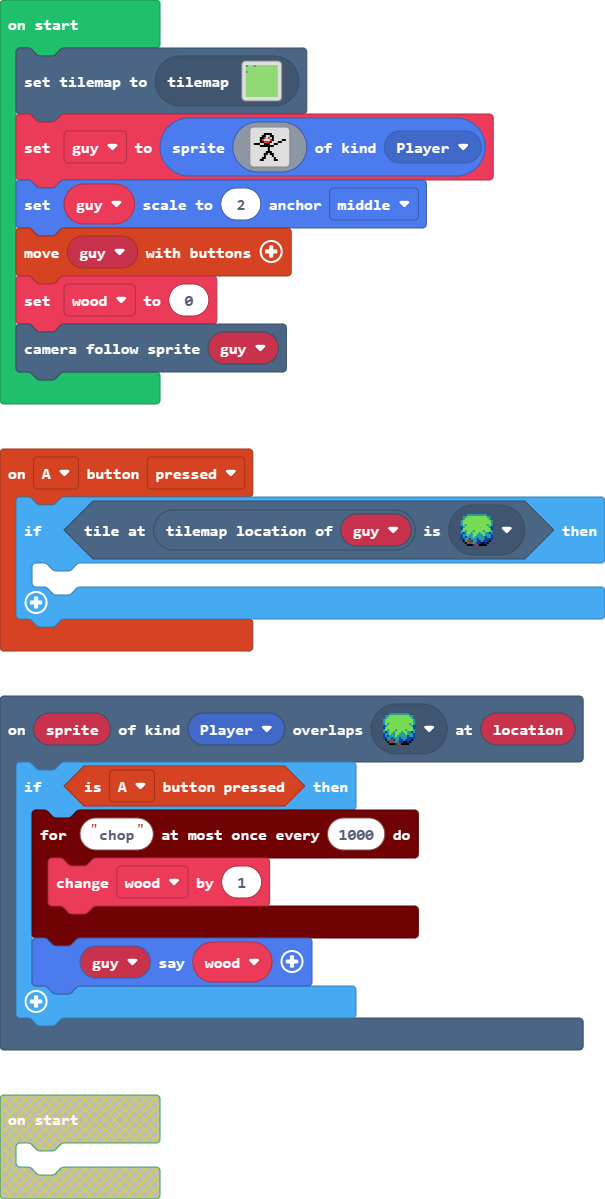 on start
set tilemap to tilemap
set guy to sprite of kind Player
set guy scale to 2 anchor middle
move guy with buttons
set wood to 0
camera follow sprite guy
on A button pressed
if tile at tilemap location of guy is then
on sprite of kind Player overlaps at location
if is A button pressed then
for "chop" at most once every 1000 do
change wood by 1
guy say wood
on start